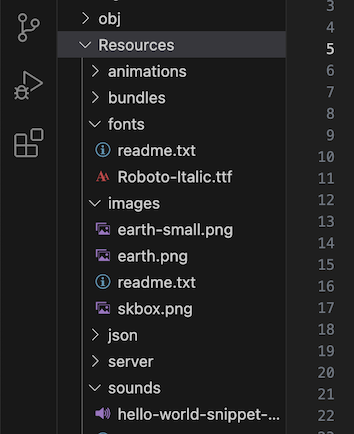 obj
Resources
animations
bundles
fonts
readme.txt
Roboto-Italic.ttf
images
earth-small.png
earth.png
readme.txt
skbox.png
json
server
sounds
hello-world-snippet-...
3
4
5
6
7
8
9
10
11
12
13
14
15
16
17
18
19
20
21
22